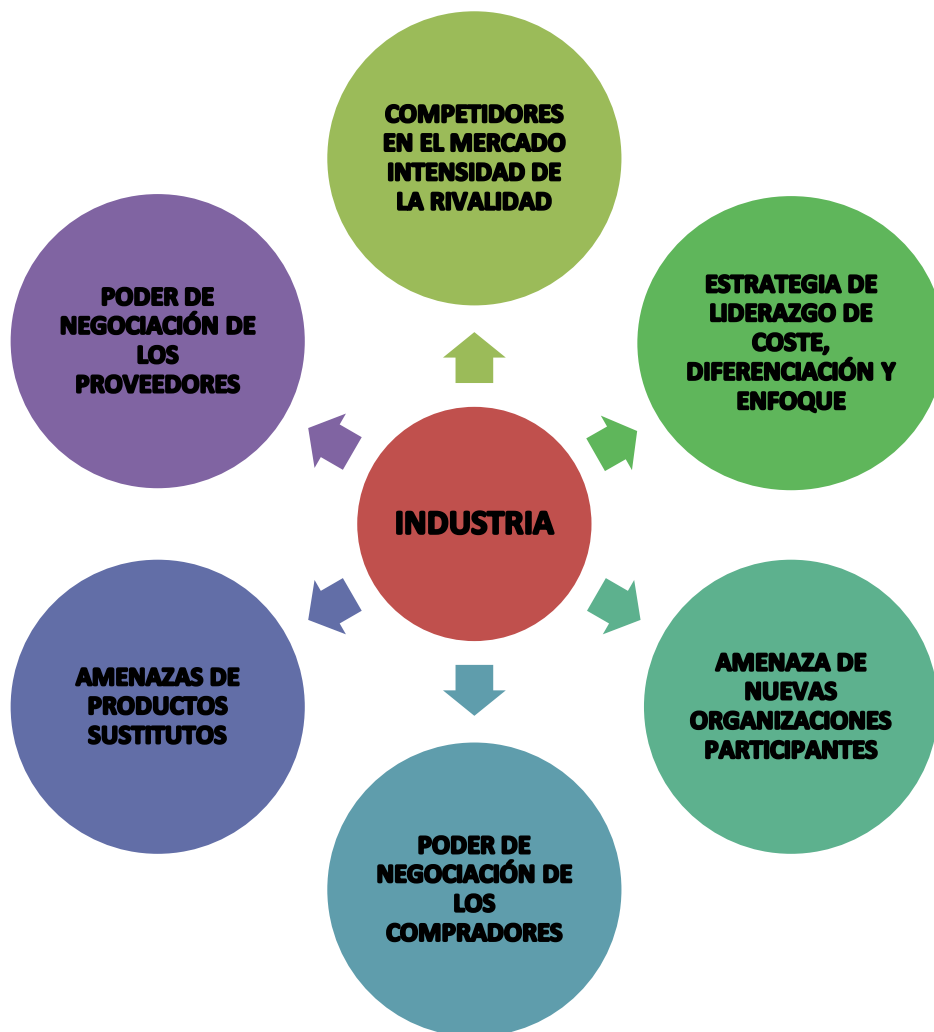 COMPETIDORES
EN EL MERCADO
INTENSIDAD DE
LA RIVALIDAD
ESTRATEGIA DE
LIDERAZGO DE
COSTE,
DIFERENCIACIÓN Y
ENFOQUE
AMENAZA DE
NUEVAS
ORGANIZACIONES
PARTICIPANTES
PODER DE
NEGOCIACIÓN DE
LOS
COMPRADORES
AMENAZAS DE
PRODUCTOS
SUSTITUTOS
PODER DE
NEGOCIACIÓN DE
LOS
PROVEEDORES
INDUSTRIA